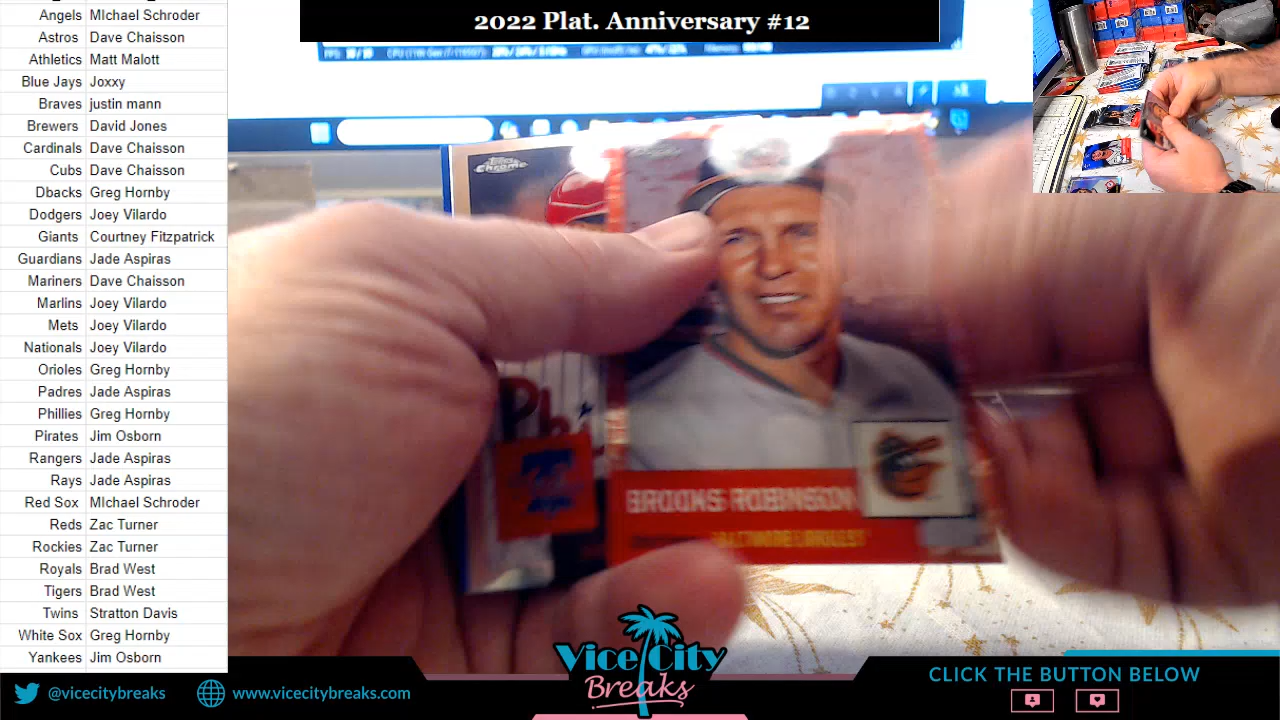 2022 Plat. Anniversary #12
Angels MIchael Schroder
Astros Dave Chaisson
Athletics Matt Malott
Blue Jays Joxxy
Braves justin mann
Brewers David Jones
Cardinals Dave Chaisson
Cubs Dave Chaisson
Dbacks Greg Hornby
Dodgers Joey Vilardo
Giants Courtney Fitzpatrick
Guardians Jade Aspiras
Mariners Dave Chaisson
Marlins Joey Vilardo
Mets Joey Vilardo
Nationals Joey Vilardo
Orioles Greg Hornby
Padres Jade Aspiras
Phillies Greg Hornby
Pirates Jim Osborn
Rangers Jade Aspiras
Rays Jade Aspiras
Red Sox MIchael Schroder
Reds Zac Turner
Rockies Zac Turner
Royals Brad West
Tigers Brad West
Twins Stratton Davis
White Sox Greg Hornby
Yankees Jim Osborn
Topps
Chrome
BROOKS ROBINSON
BALTIMORE ORIOLES
Vice City
Breaks
@vicecitybreaks
www.vicecitybreaks.com
CLICK THE BUTTON BELOW